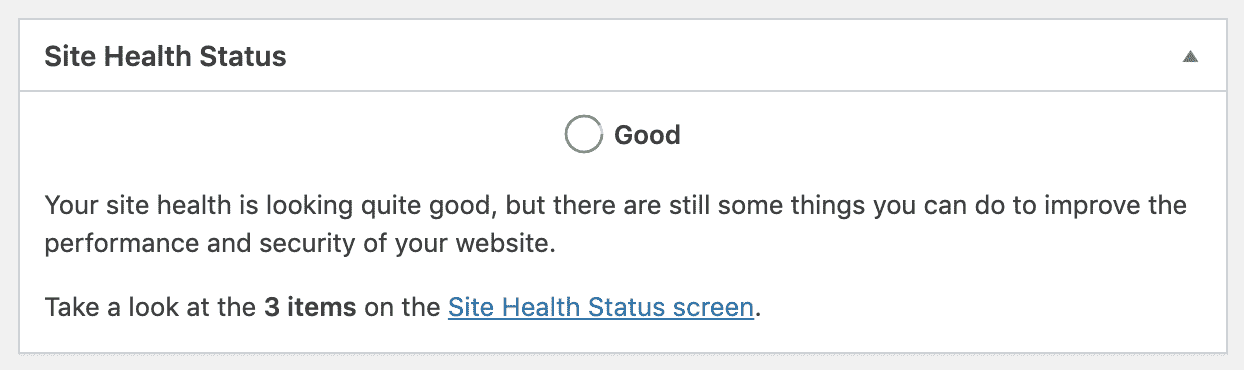 Site Health Status
Good
Your site health is looking quite good, but there are still some things you can do to improve the
performance and security of your website.
Take a look at the 3 items on the Site Health Status screen.